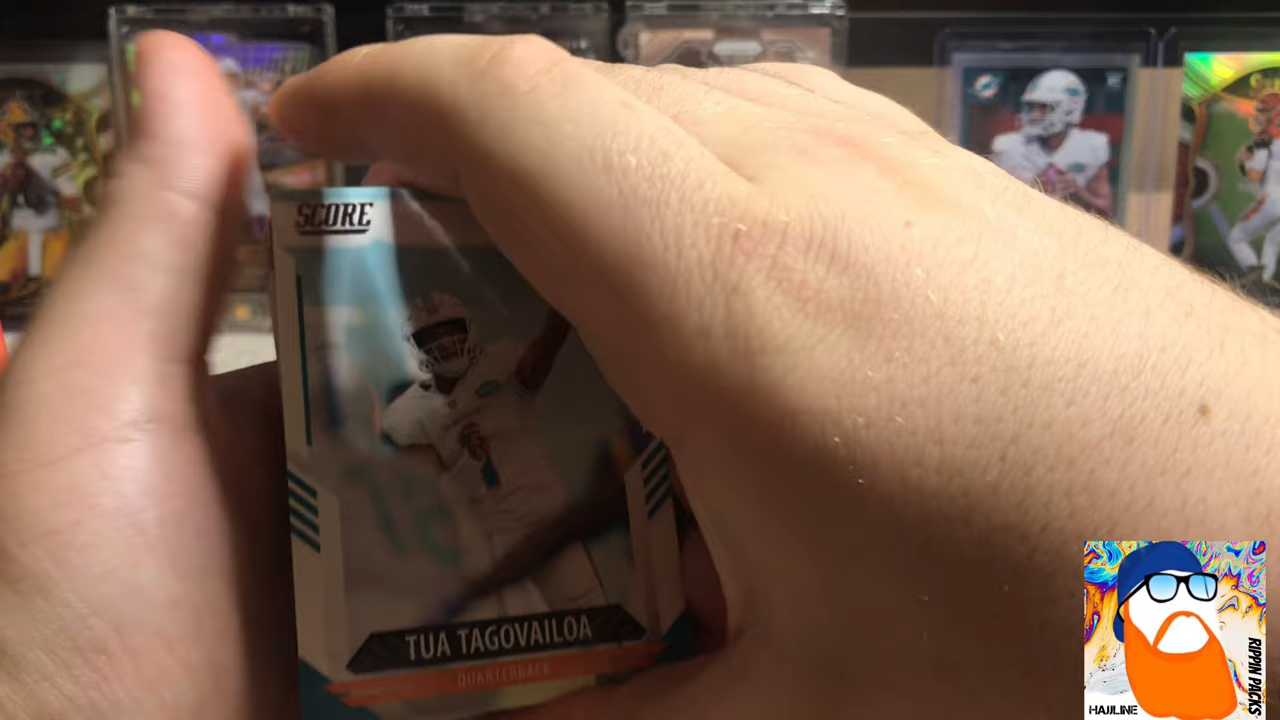 SCORE
TUA TAGOVAILOA
QUARTERBACK
HAJILINE
RIPPIN PACKS